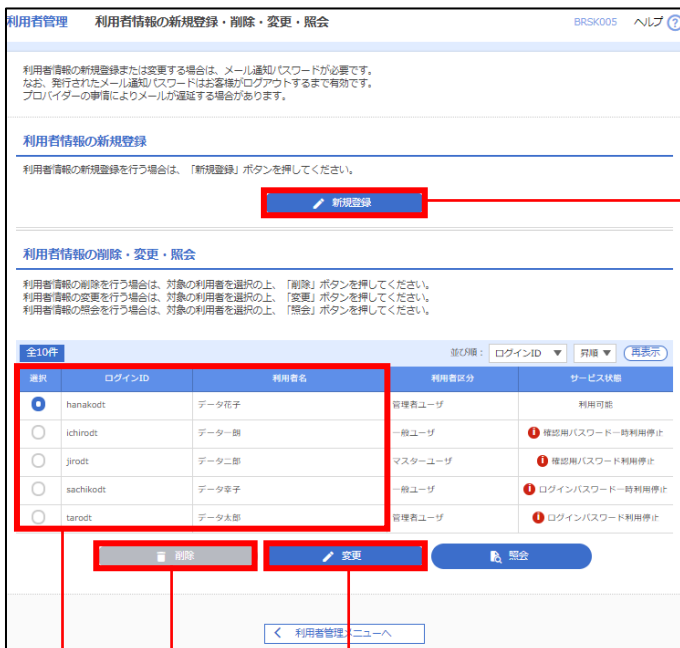 利用者管理 利用者情報の新規登録・削除・変更・照会 BRSK005 ヘルプ ?
利用者情報の新規登録または変更する場合は、メール通知パスワードが必要です。
なお、発行されたメール通知パスワードはお客様がログアウトするまで有効です。
プロバイダーの事情によりメールが遅延する場合があります。
利用者情報の新規登録
利用者情報の新規登録を行う場合は、「新規登録」ボタンを押してください。
新規登録
利用者情報の削除・変更・照会
利用者情報の削除を行う場合は、対象の利用者を選択の上、「削除」ボタンを押してください。
利用者情報の変更を行う場合は、対象の利用者を選択の上、「変更」ボタンを押してください。
利用者情報の照会を行う場合は、対象の利用者を選択の上、「照会」ボタンを押してください。
全10件 並び順： ログインID ▼ 昇順 ▼ 再表示
選択 ログインID 利用者名 利用者区分 サービス状態
hanakodt データ花子 管理者ユーザ 利用可能
ichirodt データ一朗 一般ユーザ 確認用パスワード一時利用停止
jirodt データ二郎 マスターユーザ 確認用パスワード利用停止
sachikodt データ幸子 一般ユーザ ログインパスワード一時利用停止
tarodt データ太郎 管理者ユーザ ログインパスワード利用停止
削除 変更 照会
利用者管理メニューへ